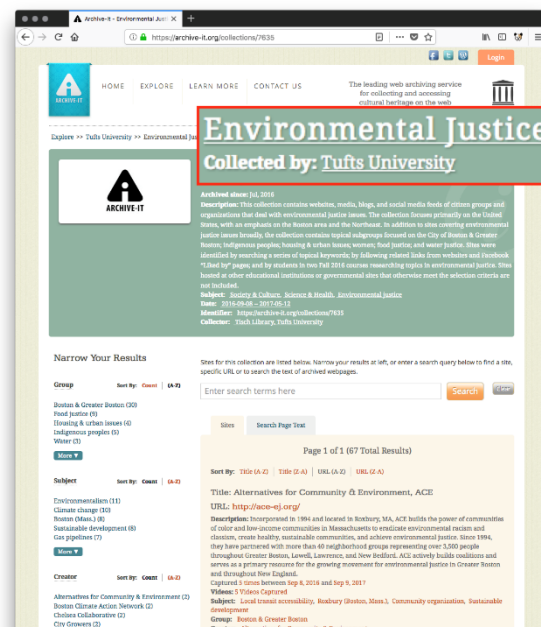 Archive-It - Environmental Justic
https://archive-it.org/collections/7635
ARCHIVE-IT
HOME EXPLORE LEARN MORE CONTACT US
The leading web archiving service
for collecting and accessing
cultural heritage on the web
Login
Explore >> Tufts University >> Environmental Jus
Environmental Justice
Collected by: Tufts University
ARCHIVE-IT
Archived since: Jul, 2016
Description: This collection contains websites, media, blogs, and social media feeds of citizen groups and
organizations that deal with environmental justice issues. The collection focuses primarily on the United
States, with an emphasis on the Boston area and the Northeast. In addition to sites covering environmental
justice issues broadly, the collection contains topical subgroups focused on the City of Boston & Greater
Boston; indigenous peoples; housing & urban issues; women; food justice; and water justice. Sites were
identified by searching a series of topical keywords; by following related links from websites and Facebook
"Liked by" pages; and by students in two Fall 2016 courses researching topics in environmental justice. Sites
hosted at other educational institutions or governmental sites that otherwise meet the selection criteria are
not included.
Subject: Society & Culture, Science & Health, Environmental Justice
Date: 2016-09-08 – 2017-05-12
Identifier: https://archive-it.org/collections/7635
Collector: Tisch Library, Tufts University
Narrow Your Results
Group Sort By: Count | (A-Z)
Boston & Greater Boston (30)
Food justice (9)
Housing & urban issues (4)
Indigenous peoples (5)
Water (3)
More ▼
Subject Sort By: Count | (A-Z)
Environmentalism (11)
Climate change (10)
Boston (Mass.) (8)
Sustainable development (8)
Gas pipelines (7)
More ▼
Creator Sort By: Count | (A-Z)
Alternatives for Community & Environment (2)
Boston Climate Action Network (2)
Chelsea Collaborative (2)
City Growers (2)
Sites for this collection are listed below. Narrow your results at left, or enter a search query below to find a site,
specific URL or to search the text of archived webpages.
Enter search terms here
Search
Clear
Sites Search Page Text
Page 1 of 1 (67 Total Results)
Sort By: Title (A-Z) | Title (Z-A) | URL (A-Z) | URL (Z-A)
Title: Alternatives for Community & Environment, ACE
URL: http://ace-ej.org/
Description: Incorporated in 1994 and located in Roxbury, MA, ACE builds the power of communities
of color and low-income communities in Massachusetts to eradicate environmental racism and
classism, create healthy, sustainable communities, and achieve environmental justice. Since 1994,
they have partnered with more than 40 neighborhood groups representing over 3,500 people
throughout Greater Boston, Lowell, Lawrence, and New Bedford. ACE actively builds coalitions and
serves as a primary resource for the growing movement for environmental justice in Greater Boston
and throughout New England.
Captured 5 times between Sep 8, 2016 and Sep 9, 2017
Videos: 5 Videos Captured
Subject: Local transit accessibility, Roxbury (Boston, Mass.), Community organization, Sustainable
development
Group: Boston & Greater Boston